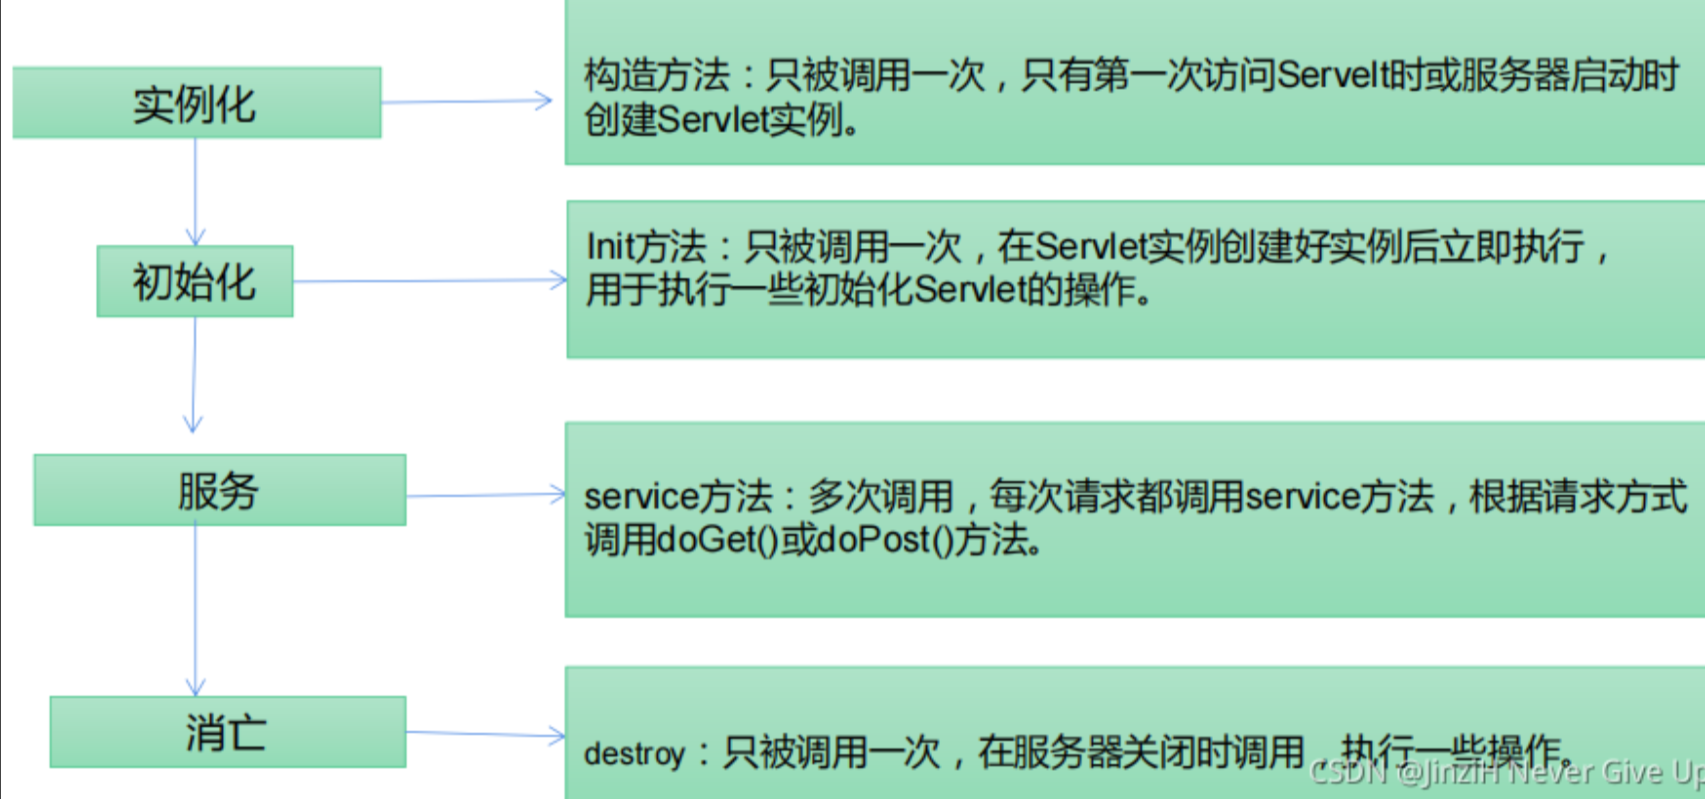 实例化
构造方法：只被调用一次，只有第一次访问Servelt时或服务器启动时
创建Servlet实例。
初始化
Init方法：只被调用一次，在Servlet实例创建好实例后立即执行，
用于执行一些初始化Servlet的操作。
服务
service方法：多次调用，每次请求都调用service方法，根据请求方式
调用doGet()或doPost()方法。
消亡
destroy：只被调用一次，在服务器关闭时调用，执行一些操作。
CSDN @JinziH Never Give Up